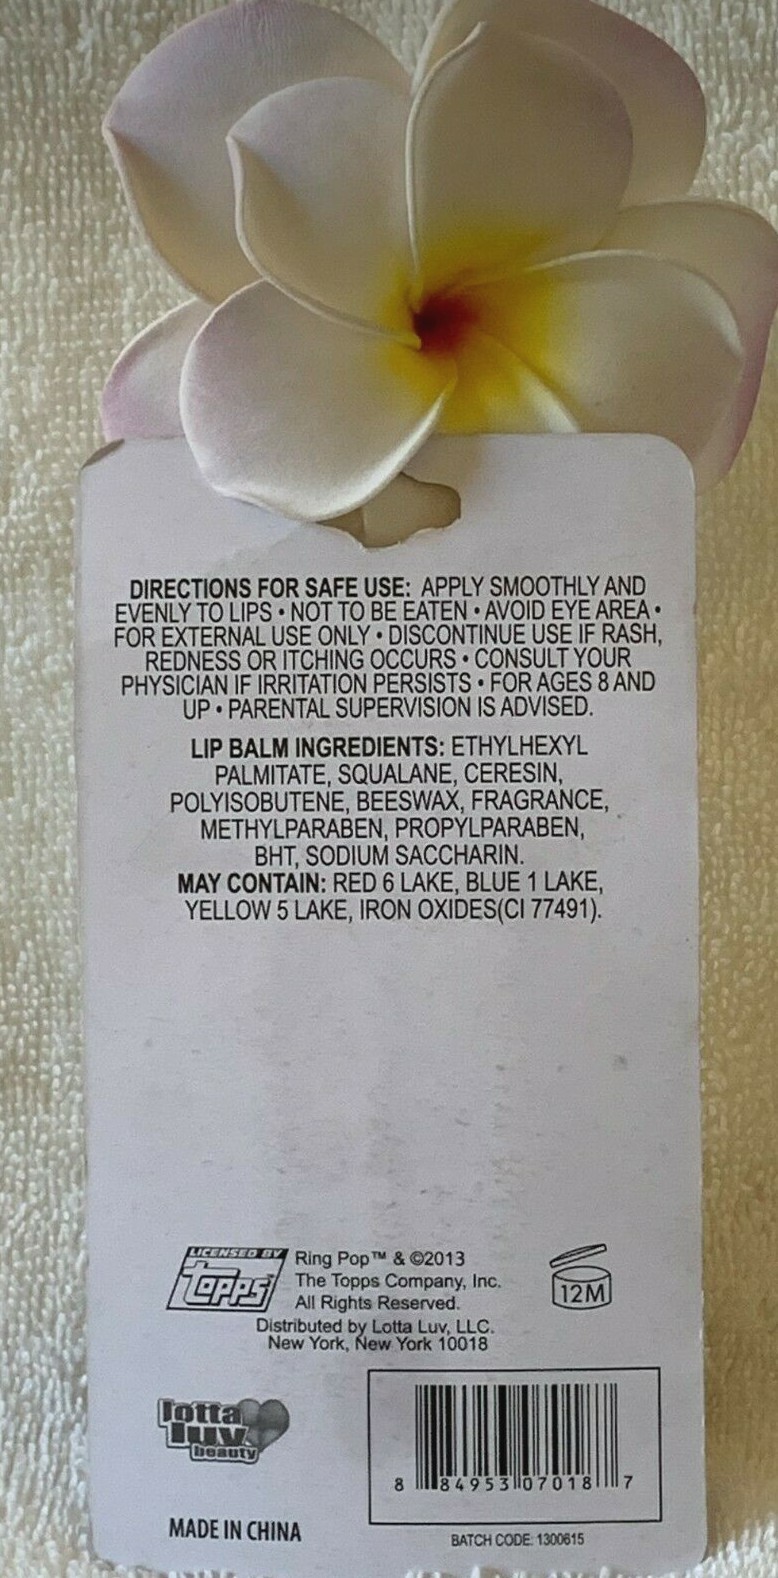 DIRECTIONS FOR SAFE USE: APPLY SMOOTHLY AND
EVENLY TO LIPS • NOT TO BE EATEN • AVOID EYE AREA •
FOR EXTERNAL USE ONLY • DISCONTINUE USE IF RASH,
REDNESS OR ITCHING OCCURS • CONSULT YOUR
PHYSICIAN IF IRRITATION PERSISTS • FOR AGES 8 AND
UP • PARENTAL SUPERVISION IS ADVISED.
LIP BALM INGREDIENTS: ETHYLHEXYL
PALMITATE, SQUALANE, CERESIN,
POLYISOBUTENE, BEESWAX, FRAGRANCE,
METHYLPARABEN, PROPYLPARABEN,
BHT, SODIUM SACCHARIN.
MAY CONTAIN: RED 6 LAKE, BLUE 1 LAKE,
YELLOW 5 LAKE, IRON OXIDES(CI 77491).
LICENSED BY
Topps
Ring Pop™ & ©2013
The Topps Company, Inc.
All Rights Reserved.
12M
Distributed by Lotta Luv, LLC.
New York, New York 10018
lotta
luv
beauty
8 84953 07018 7
MADE IN CHINA
BATCH CODE: 1300615